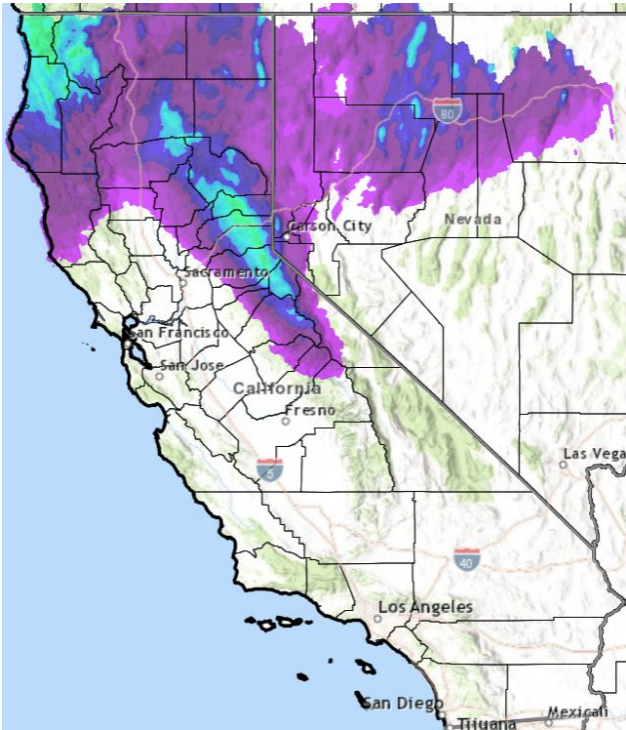 80
Nevada
Carson City
Sacramento
San Francisco
San Jose
California
Fresno
5
Las Vega
40
Los Angeles
San Diego
Mexicali
Tijuana